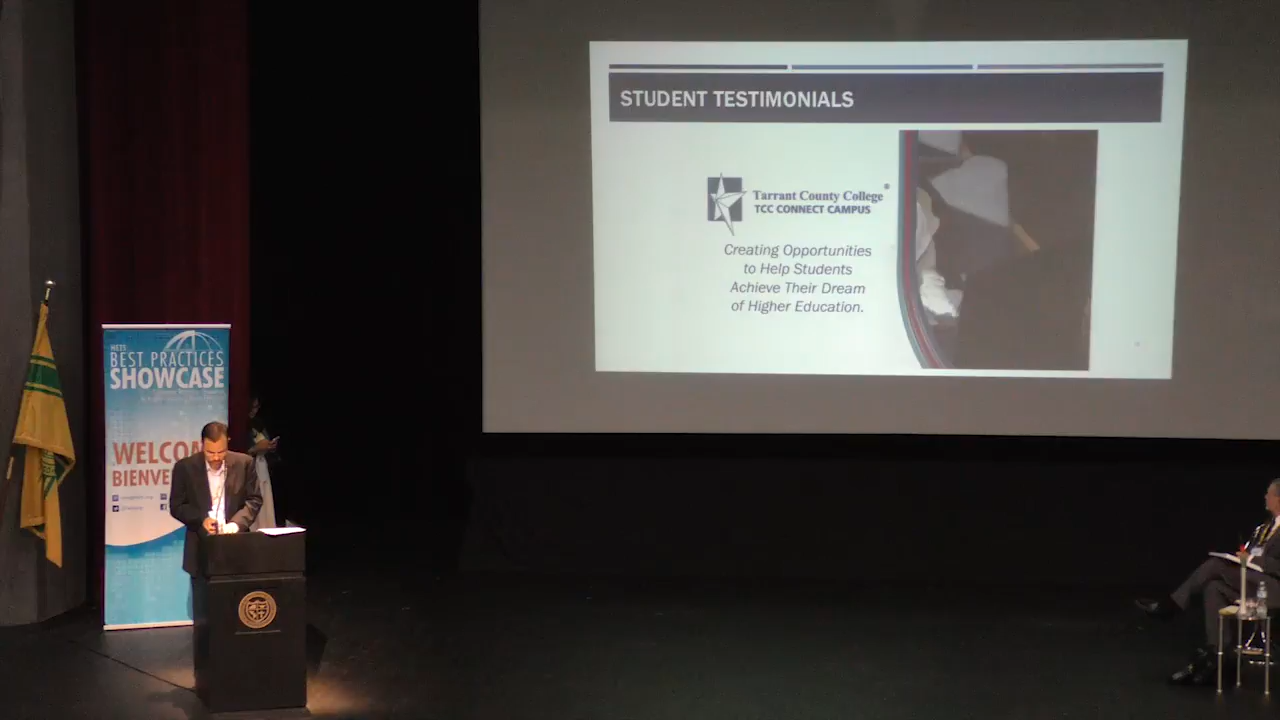 STUDENT TESTIMONIALS
Tarrant County College®
TCC CONNECT CAMPUS
Creating Opportunities
to Help Students
Achieve Their Dream
of Higher Education.
HETS
BEST PRACTICES
SHOWCASE
WELCO
BIENVE